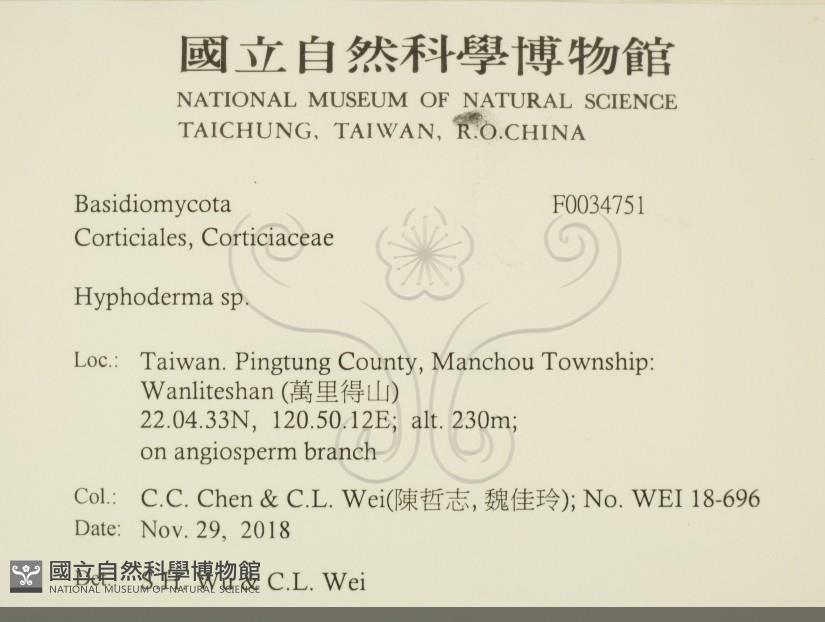 國立自然科學博物館
NATIONAL MUSEUM OF NATURAL SCIENCE
TAICHUNG, TAIWAN, R.O.CHINA
Basidiomycota F0034751
Corticiales, Corticiaceae
Hyphoderma sp.
Loc.: Taiwan. Pingtung County, Manchou Township:
Wanliteshan (萬里得山)
22.04.33N, 120.50.12E; alt. 230m;
on angiosperm branch
Col.: C.C. Chen & C.L. Wei(陳哲志, 魏佳玲); No. WEI 18-696
Date: Nov. 29, 2018
Det.: S.H. Wu & C.L. Wei
國立自然科學博物館
NATIONAL MUSEUM OF NATURAL SCIENCE